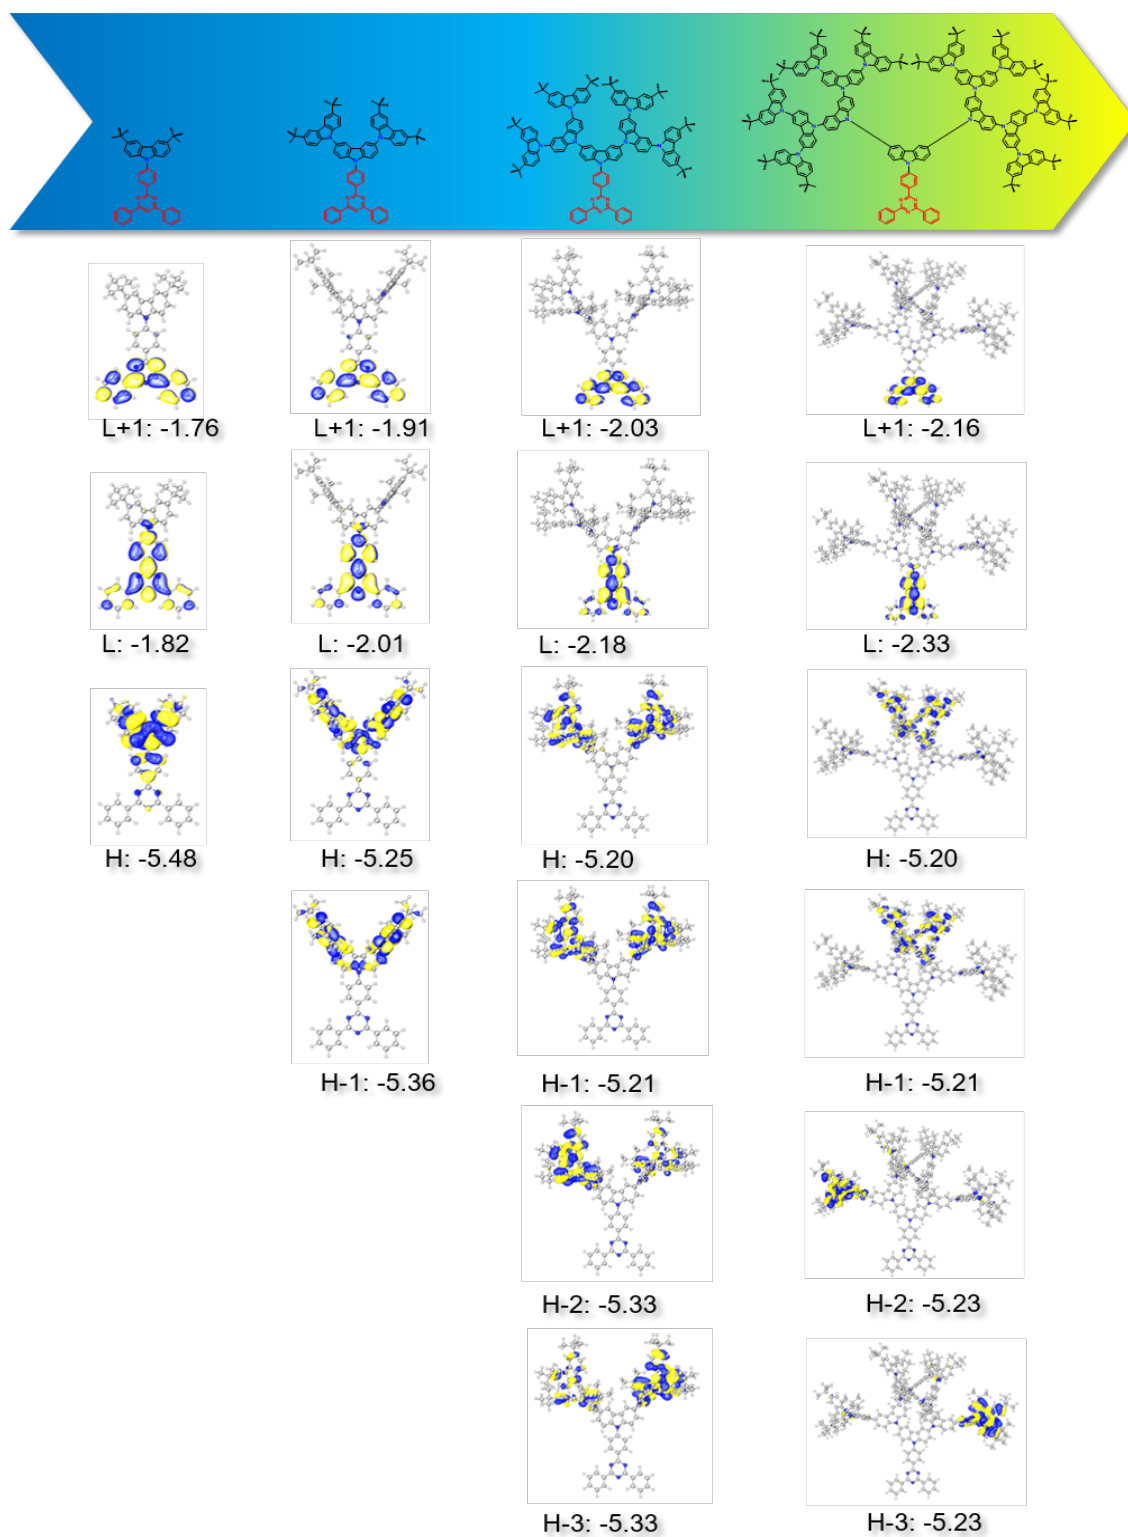 L+1: -1.76 L+1: -1.91 L+1: -2.03 L+1: -2.16
L: -1.82 L: -2.01 L: -2.18 L: -2.33
H: -5.48 H: -5.25 H: -5.20 H: -5.20
H-1: -5.36 H-1: -5.21 H-1: -5.21
H-2: -5.33 H-2: -5.23
H-3: -5.33 H-3: -5.23